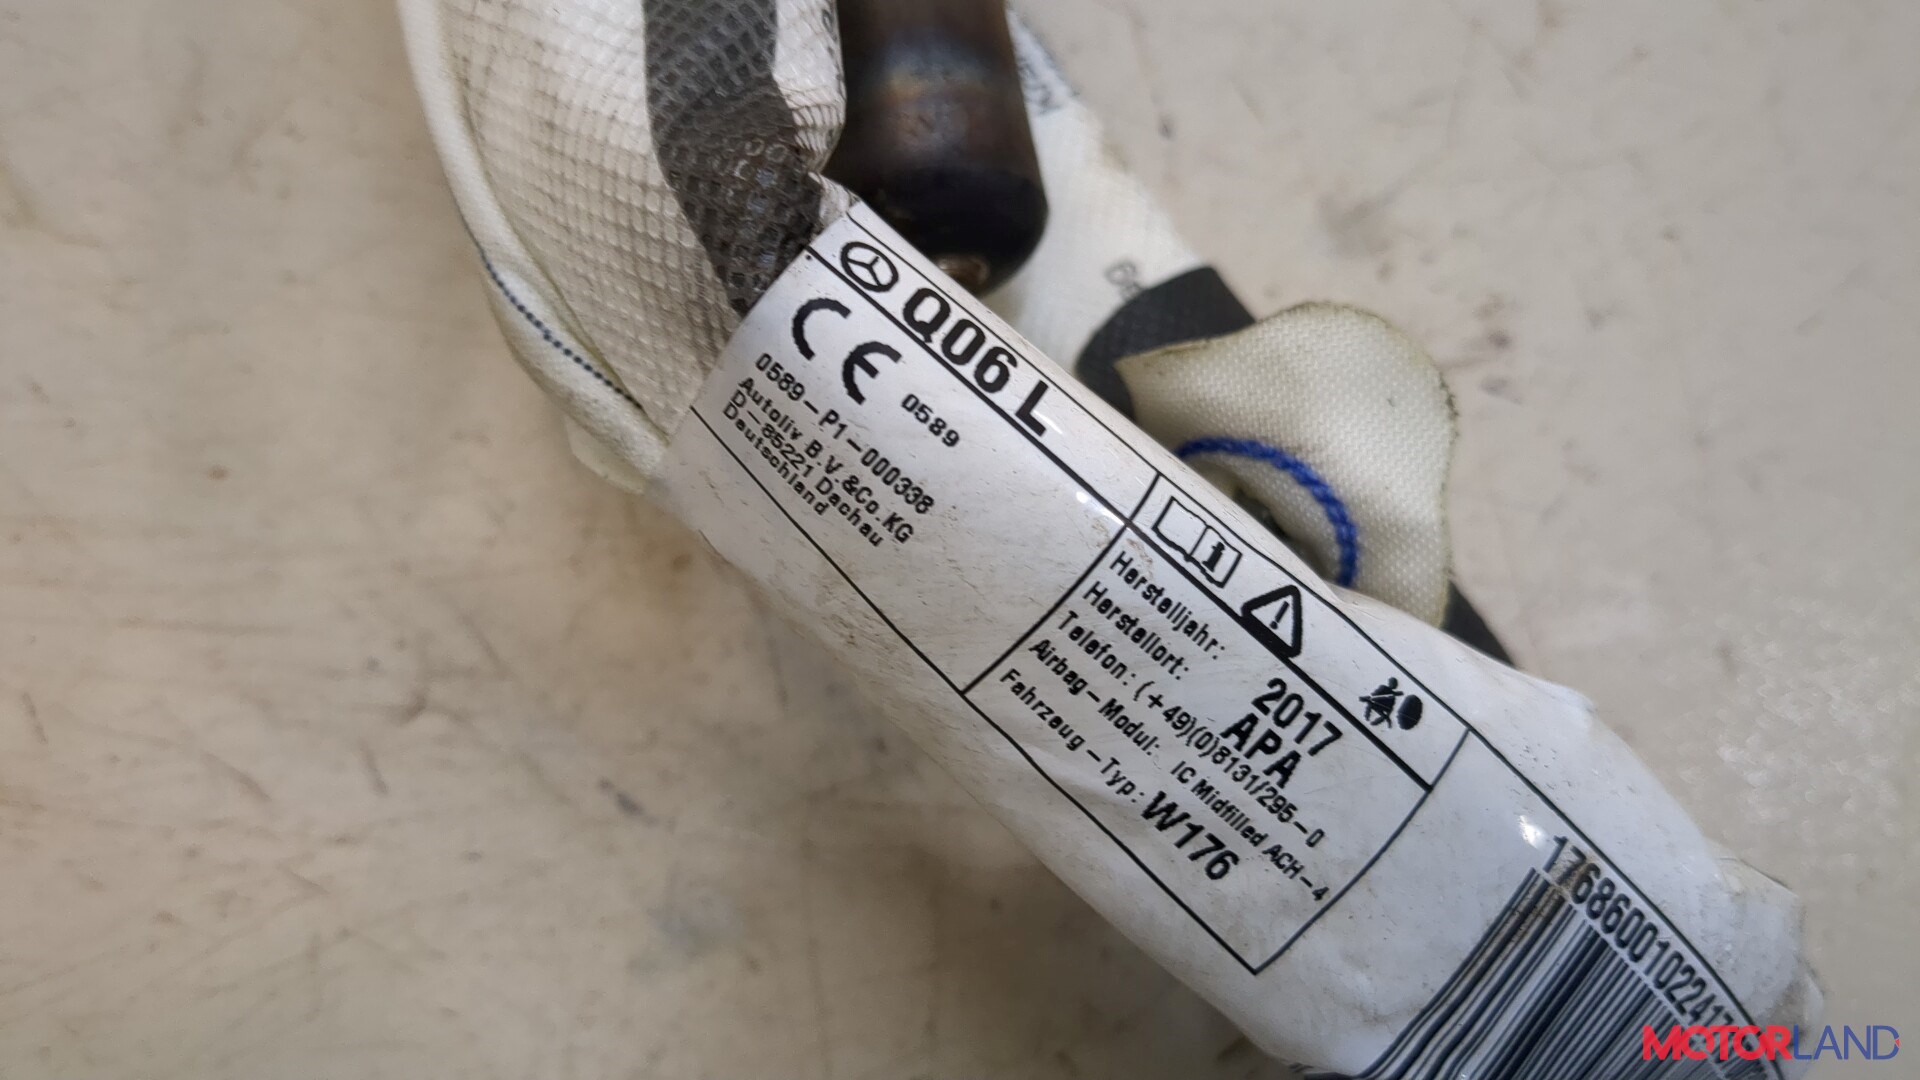 Q06 L
CE 0589
0589-P1-000338
Autoliv B.V.&Co.KG
D-85221 Dachau
Deutschland
Herstelljahr: 2017
Herstellort: APA
Telefon: (+49)(0)8131/295-0
Airbag-Modul: IC Midfilled ACH-4
Fahrzeug-Typ: W176
MOTORLAND